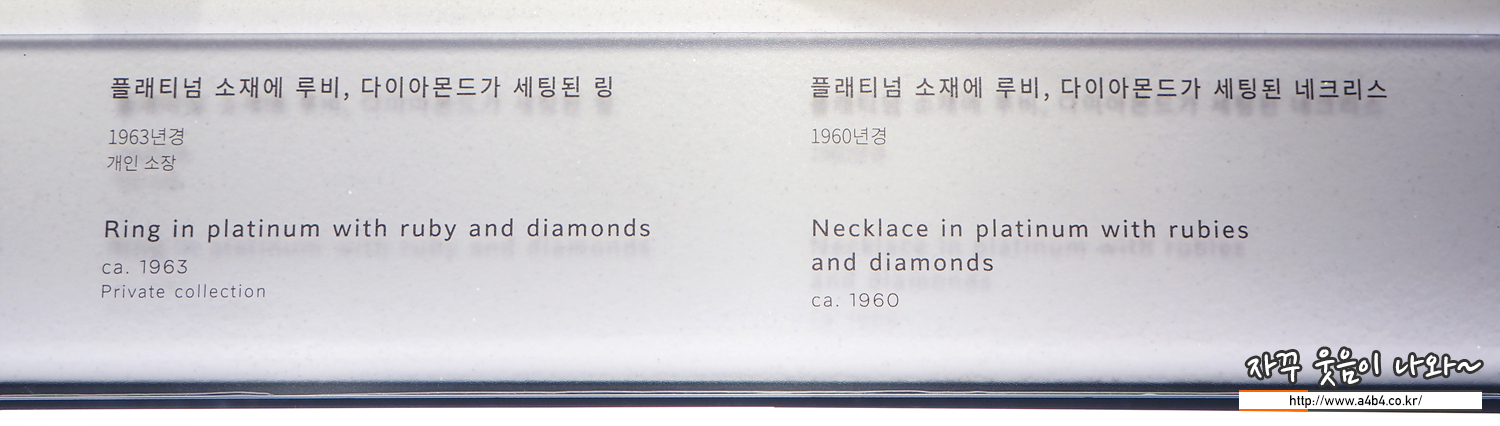 플래티넘 소재에 루비, 다이아몬드가 세팅된 링
1963년경
개인 소장
Ring in platinum with ruby and diamonds
ca. 1963
Private collection
플래티넘 소재에 루비, 다이아몬드가 세팅된 네크리스
1960년경
Necklace in platinum with rubies
and diamonds
ca. 1960
자꾸 웃음이 나와~
http://www.a4b4.co.kr/